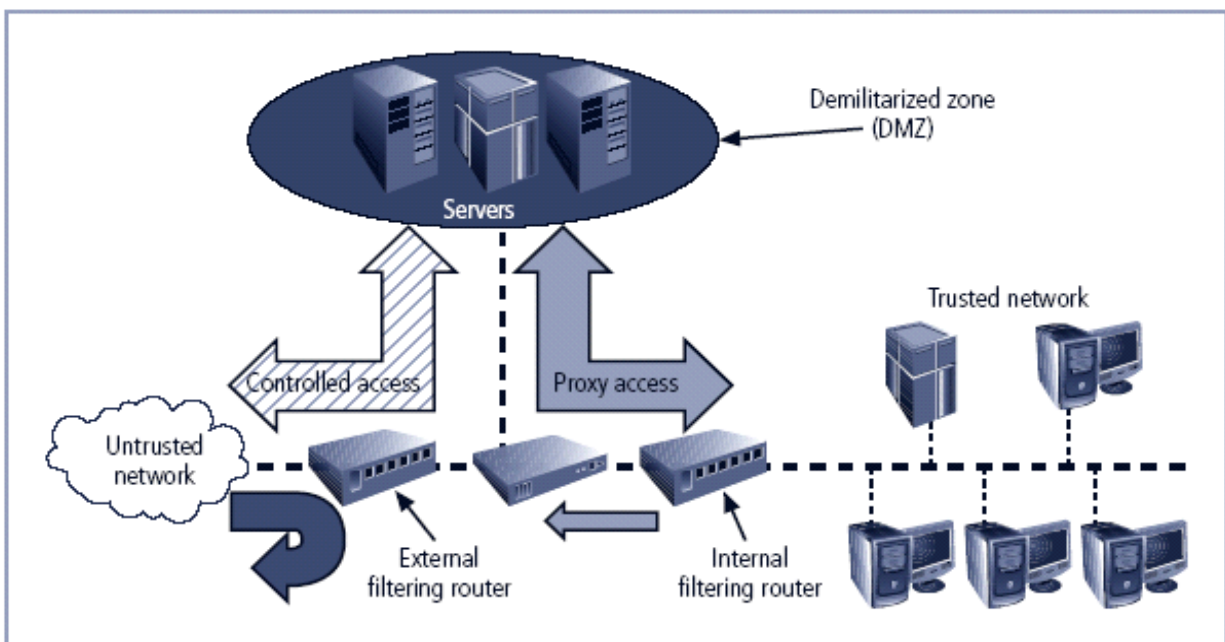 Demilitarized zone
(DMZ)
Servers
Trusted network
Controlled access
Proxy access
Untrusted
network
External
filtering router
Internal
filtering router